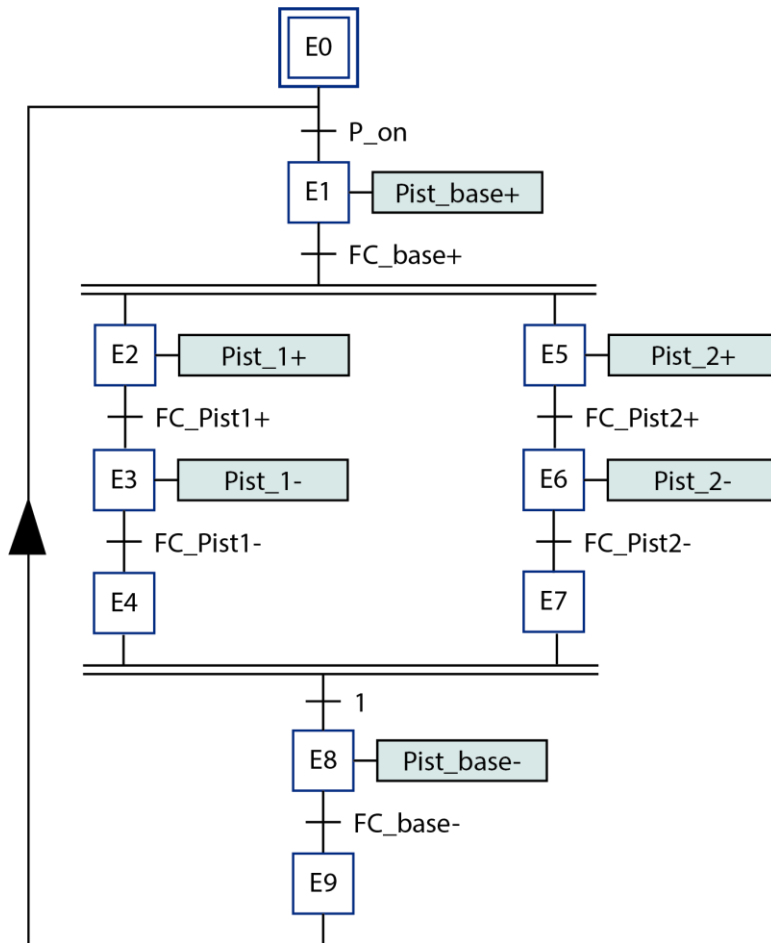 E0
P_on
E1 Pist_base+
FC_base+
E2 Pist_1+ E5 Pist_2+
FC_Pist1+ FC_Pist2+
E3 Pist_1- E6 Pist_2-
FC_Pist1- FC_Pist2-
E4 E7
1
E8 Pist_base-
FC_base-
E9